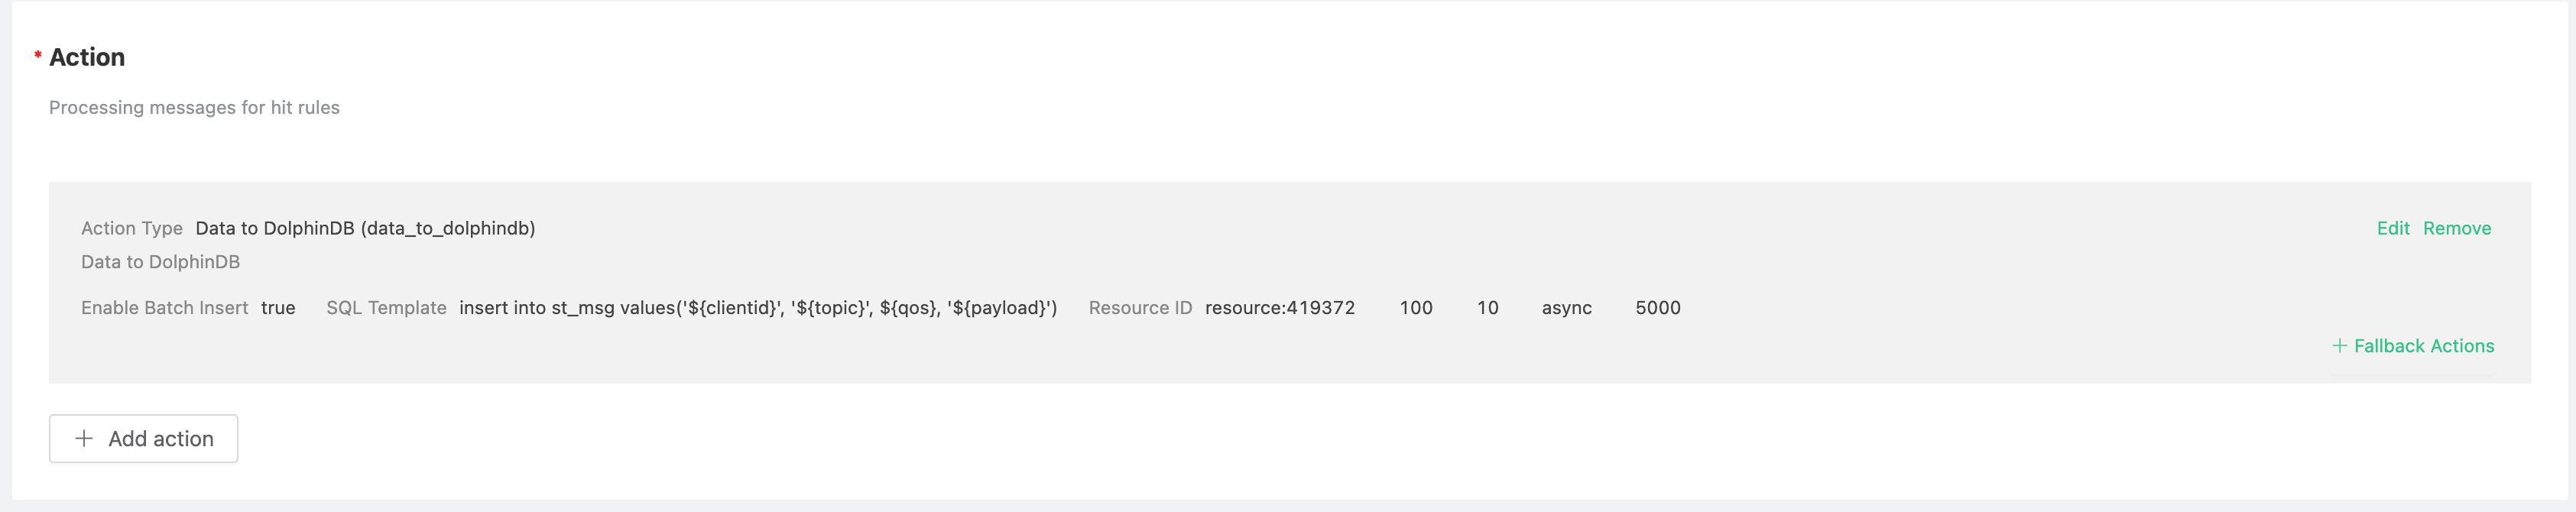 * Action
Processing messages for hit rules
Action Type Data to DolphinDB (data_to_dolphindb) Edit Remove
Data to DolphinDB
Enable Batch Insert true SQL Template insert into st_msg values('${clientid}', '${topic}', ${qos}, '${payload}') Resource ID resource:419372 100 10 async 5000
+ Fallback Actions
+ Add action